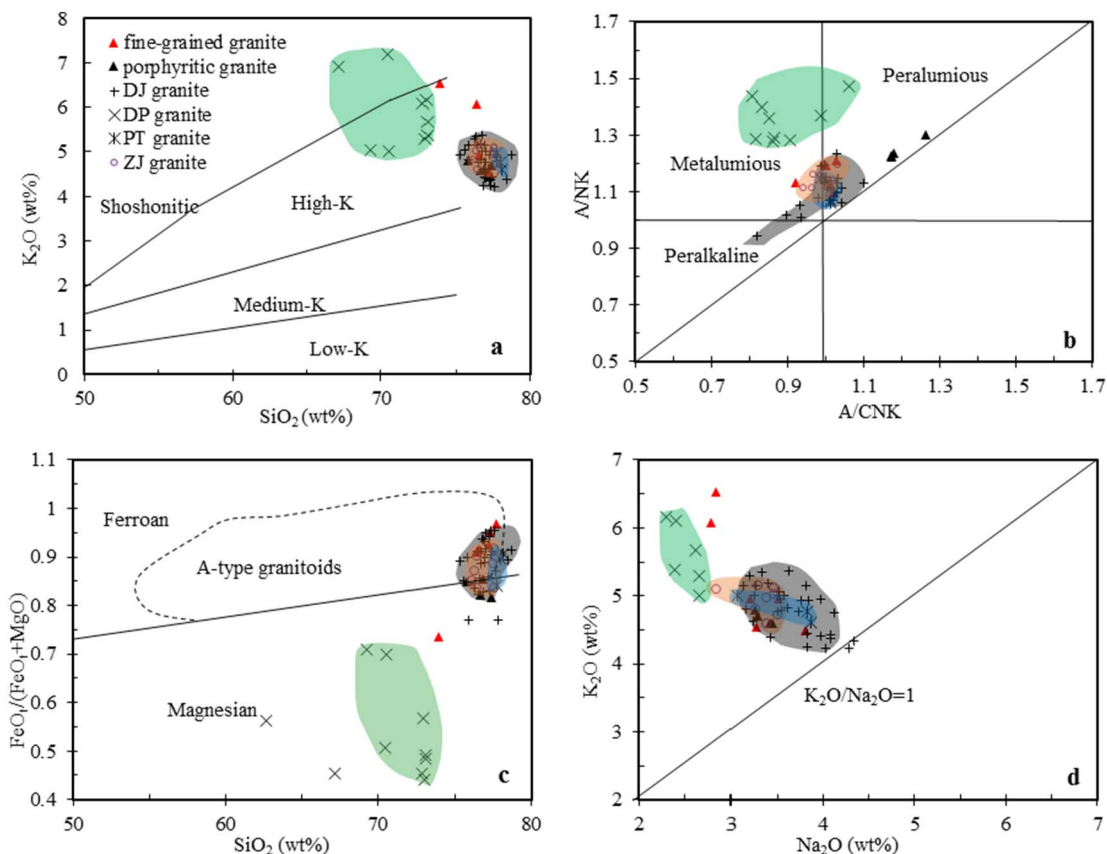 8
7
6
5
4
3
2
1
0
fine-grained granite
porphyritic granite
DJ granite
DP granite
PT granite
ZJ granite
Shoshonitic
High-K
Medium-K
Low-K
a
K₂O (wt%)
50
60
70
80
SiO₂ (wt%)
1.7
1.5
1.3
1.1
0.9
0.7
0.5
Peralumious
Metalumious
Peralkaline
b
A/NK
0.5
0.7
0.9
1.1
1.3
1.5
1.7
A/CNK
1.1
1
0.9
0.8
0.7
0.6
0.5
0.4
Ferroan
A-type granitoids
Magnesian
c
FeOₜ/(FeOₜ+MgO)
50
60
70
80
SiO₂ (wt%)
7
6
5
4
3
2
K₂O/Na₂O=1
d
K₂O (wt%)
2
3
4
5
6
7
Na₂O (wt%)